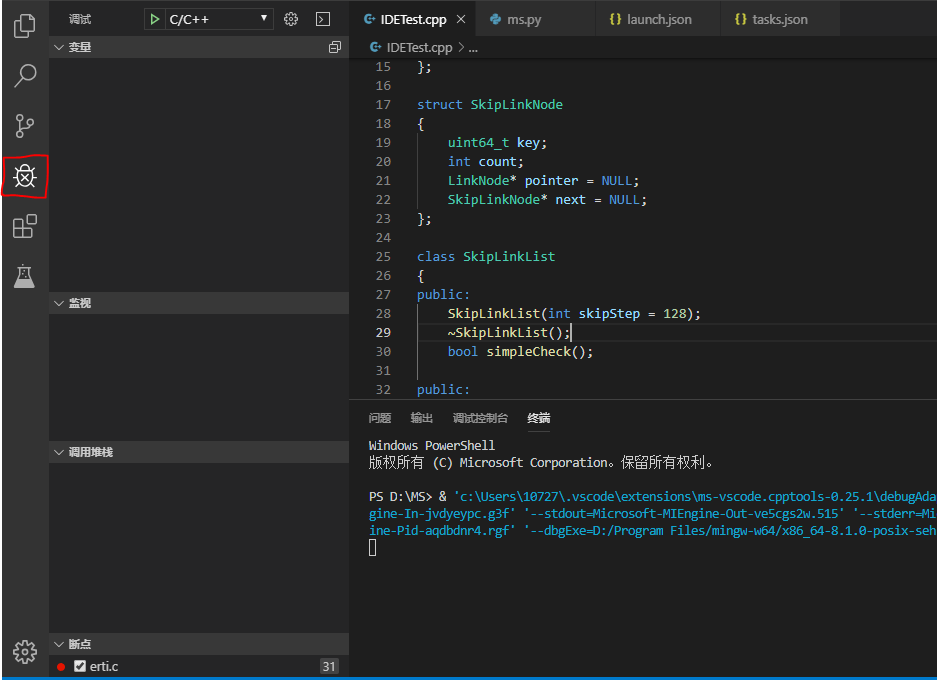 调试
C/C++
变量
监视
调用堆栈
断点
erti.c 31
IDETest.cpp
ms.py
{} launch.json
{} tasks.json
IDETest.cpp > ...
15 };
16
17 struct SkipLinkNode
18 {
19 uint64_t key;
20 int count;
21 LinkNode* pointer = NULL;
22 SkipLinkNode* next = NULL;
23 };
24
25 class SkipLinkList
26 {
27 public:
28 SkipLinkList(int skipStep = 128);
29 ~SkipLinkList();
30 bool simpleCheck();
31
32 public:
问题 输出 调试控制台 终端
Windows PowerShell
版权所有 (C) Microsoft Corporation。保留所有权利。
PS D:\MS> & 'c:\Users\10727\.vscode\extensions\ms-vscode.cpptools-0.25.1\debugAda
gine-In-jvdyeypc.g3f' '--stdout=Microsoft-MIEngine-Out-ve5cgs2w.515' '--stderr=Mi
ine-Pid-aqdbdnr4.rgf' '--dbgExe=D:/Program Files/mingw-w64/x86_64-8.1.0-posix-seh